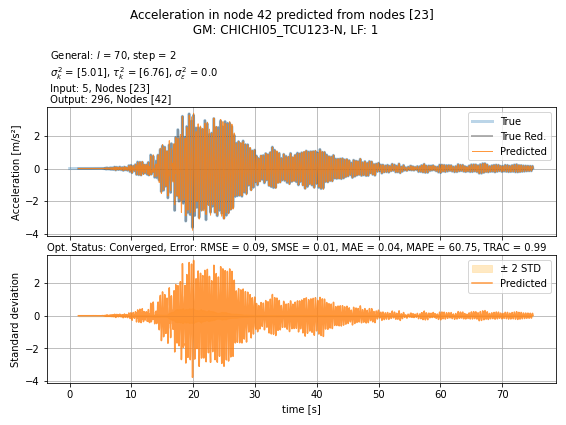 Acceleration in node 42 predicted from nodes [23]
GM: CHICHI05_TCU123-N, LF: 1
General: l = 70, step = 2
σ²ₖ = [5.01], τ²ₖ = [6.76], σ²ε = 0.0
Input: 5, Nodes [23]
Output: 296, Nodes [42]
Acceleration [m/s²]
2
0
−2
−4
True
True Red.
Predicted
Opt. Status: Converged, Error: RMSE = 0.09, SMSE = 0.01, MAE = 0.04, MAPE = 60.75, TRAC = 0.99
Standard deviation
2
0
−2
−4
± 2 STD
Predicted
0 10 20 30 40 50 60 70
time [s]